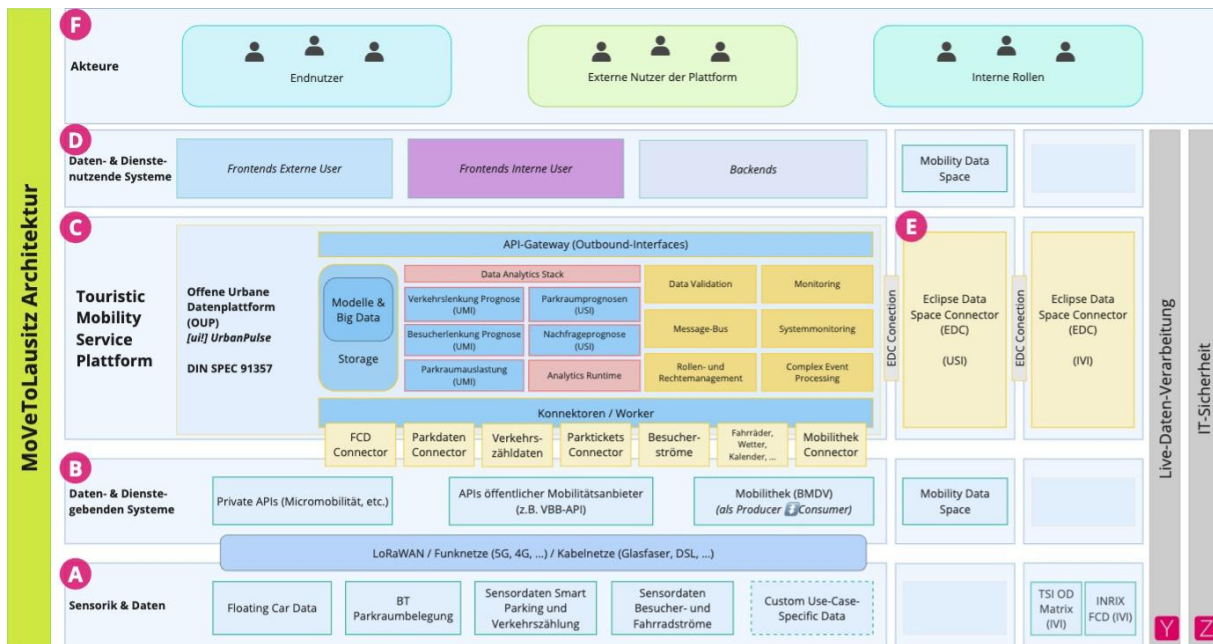 MoVeToLausitz Architektur
F
Akteure
Endnutzer
Externe Nutzer der Plattform
Interne Rollen
D
Daten- & Dienste-
nutzende Systeme
Frontends Externe User
Frontends Interne User
Backends
Mobility Data
Space
C
Touristic
Mobility
Service
Plattform
Offene Urbane
Datenplattform
(OUP)
[ui!] UrbanPulse
DIN SPEC 91357
API-Gateway (Outbound-Interfaces)
Modelle &
Big Data
Storage
Data Analytics Stack
Verkehrslenkung Prognose
(UMI)
Parkraumprognosen
(USI)
Besucherlenkung Prognose
(UMI)
Nachfrageprognose
(USI)
Parkraumauslastung
(UMI)
Analytics Runtime
Data Validation
Monitoring
Message-Bus
Systemmonitoring
Rollen- und
Rechtemanagement
Complex Event
Processing
Konnektoren / Worker
FCD
Connector
Parkdaten
Connector
Verkehrs-
zähldaten
Parktickets
Connector
Besucher-
ströme
Fahrräder,
Wetter,
Kalender, ...
Mobilithek
Connector
EDC Conection
E
Eclipse Data
Space Connector
(EDC)
(USI)
EDC Conection
Eclipse Data
Space Connector
(EDC)
(IVI)
B
Daten- & Dienste-
gebenden Systeme
Private APIs (Micromobilität, etc.)
APIs öffentlicher Mobilitätsanbieter
(z.B. VBB-API)
Mobilithek (BMDV)
(als Producer ↕ Consumer)
Mobility Data
Space
LoRaWAN / Funknetze (5G, 4G, ...) / Kabelnetze (Glasfaser, DSL, ...)
A
Sensorik & Daten
Floating Car Data
BT
Parkraumbelegung
Sensordaten Smart
Parking und
Verkehrszählung
Sensordaten
Besucher- und
Fahrradströme
Custom Use-Case-
Specific Data
TSI OD
Matrix
(IVI)
INRIX
FCD (IVI)
Live-Daten-Verarbeitung
Y
IT-Sicherheit
Z